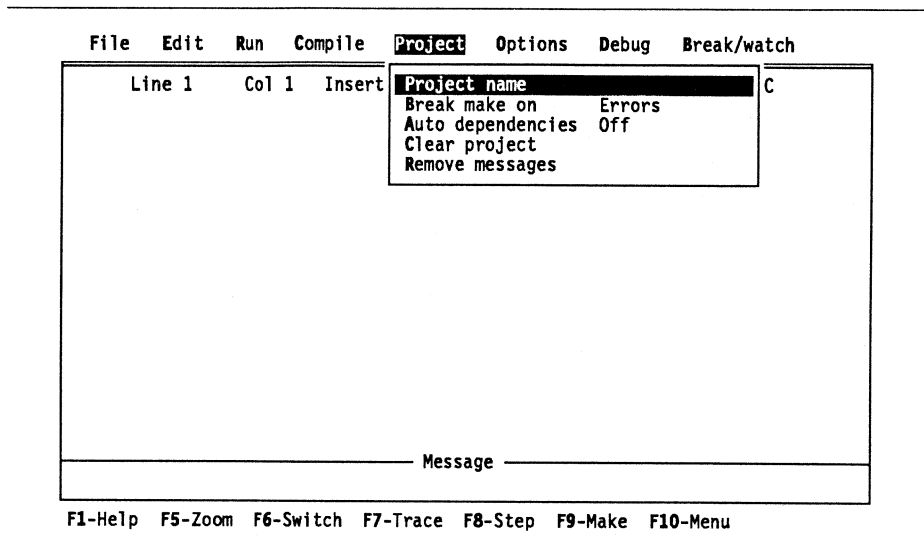 File Edit Run Compile Project Options Debug Break/watch
Line 1 Col 1 Insert C
Project name
Break make on Errors
Auto dependencies Off
Clear project
Remove messages
Message
F1-Help F5-Zoom F6-Switch F7-Trace F8-Step F9-Make F10-Menu